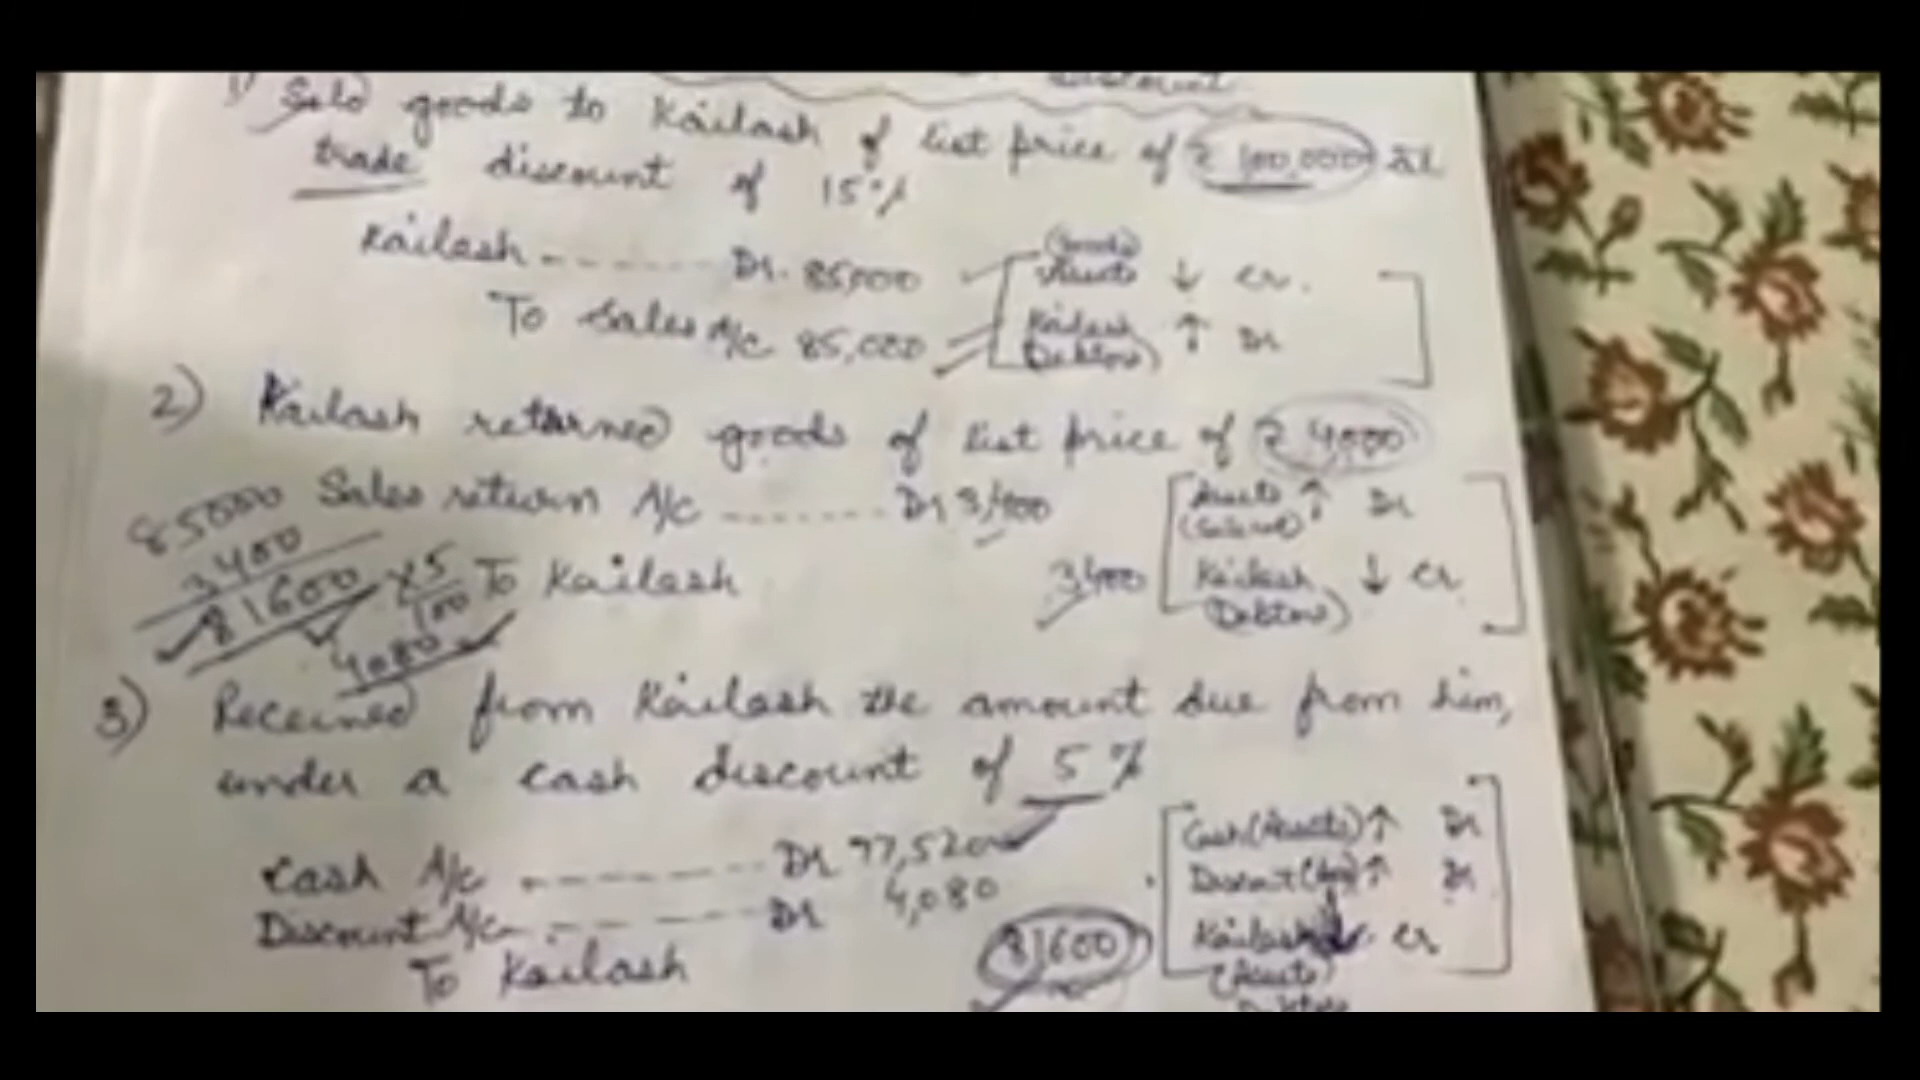 1) Sold goods to Kailash of list price of ₹ 100,000 at
trade discount of 15%
Kailash -------- Dr. 85,000
To Sales A/c 85,000
(Goods)
Assets ↓ Cr.
Kailash ↑ Dr
(Debtors)
2) Kailash returned goods of list price of ₹ 4,000
Sales return A/c -------- Dr 3,400
To Kailash 3,400
Assets ↑ Dr
Kailash ↓ Cr
(Debtors)
85000
3400
81600 x 5/100
4080
3) Received from Kailash the amount due from him,
under a cash discount of 5%
Cash A/c ---------- Dr 77,520
Discount A/c -------- Dr 4,080
To Kailash 81600
Cash (Assets) ↑ Dr
Discount ↑ Dr
Kailash ↓ Cr
(Assets)